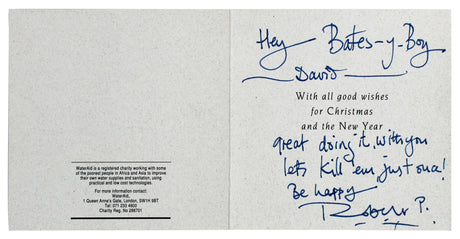 WaterAid is a registered charity working with some
of the poorest people in Africa and Asia to improve
their own water supplies and sanitation, using
practical and low cost technologies.
For more information contact:
WaterAid,
1 Queen Anne's Gate, London, SW1H 9BT
Tel: 071 233 4800
Charity Reg. No 288701
Hey Bates-y-Boy
David
With all good wishes
for Christmas
and the New Year
great doing it, with you
lets kill 'em just once!
Be happy
Roger P.